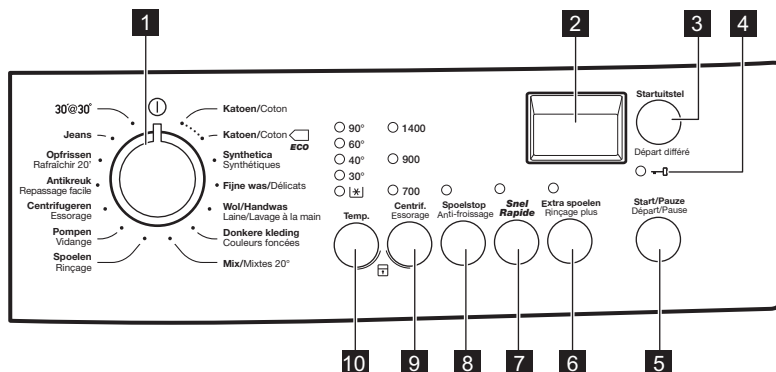 1
2
3
4
30'@30°
Jeans
Opfrissen
Rafraîchir 20'
Antikreuk
Repassage facile
Centrifugeren
Essorage
Pompen
Vidange
Spoelen
Rinçage
Katoen/Coton
Katoen/Coton ECO
Synthetica
Synthétiques
Fijne was/Délicats
Wol/Handwas
Laine/Lavage à la main
Donkere kleding
Couleurs foncées
Mix/Mixtes 20°
90°
60°
40°
30°
1400
900
700
Temp.
Centrif.
Essorage
Spoelstop
Anti-froissage
Snel
Rapide
Extra spoelen
Rinçage plus
Startuitstel
Départ différé
Start/Pauze
Départ/Pause
10
9
8
7
6
5